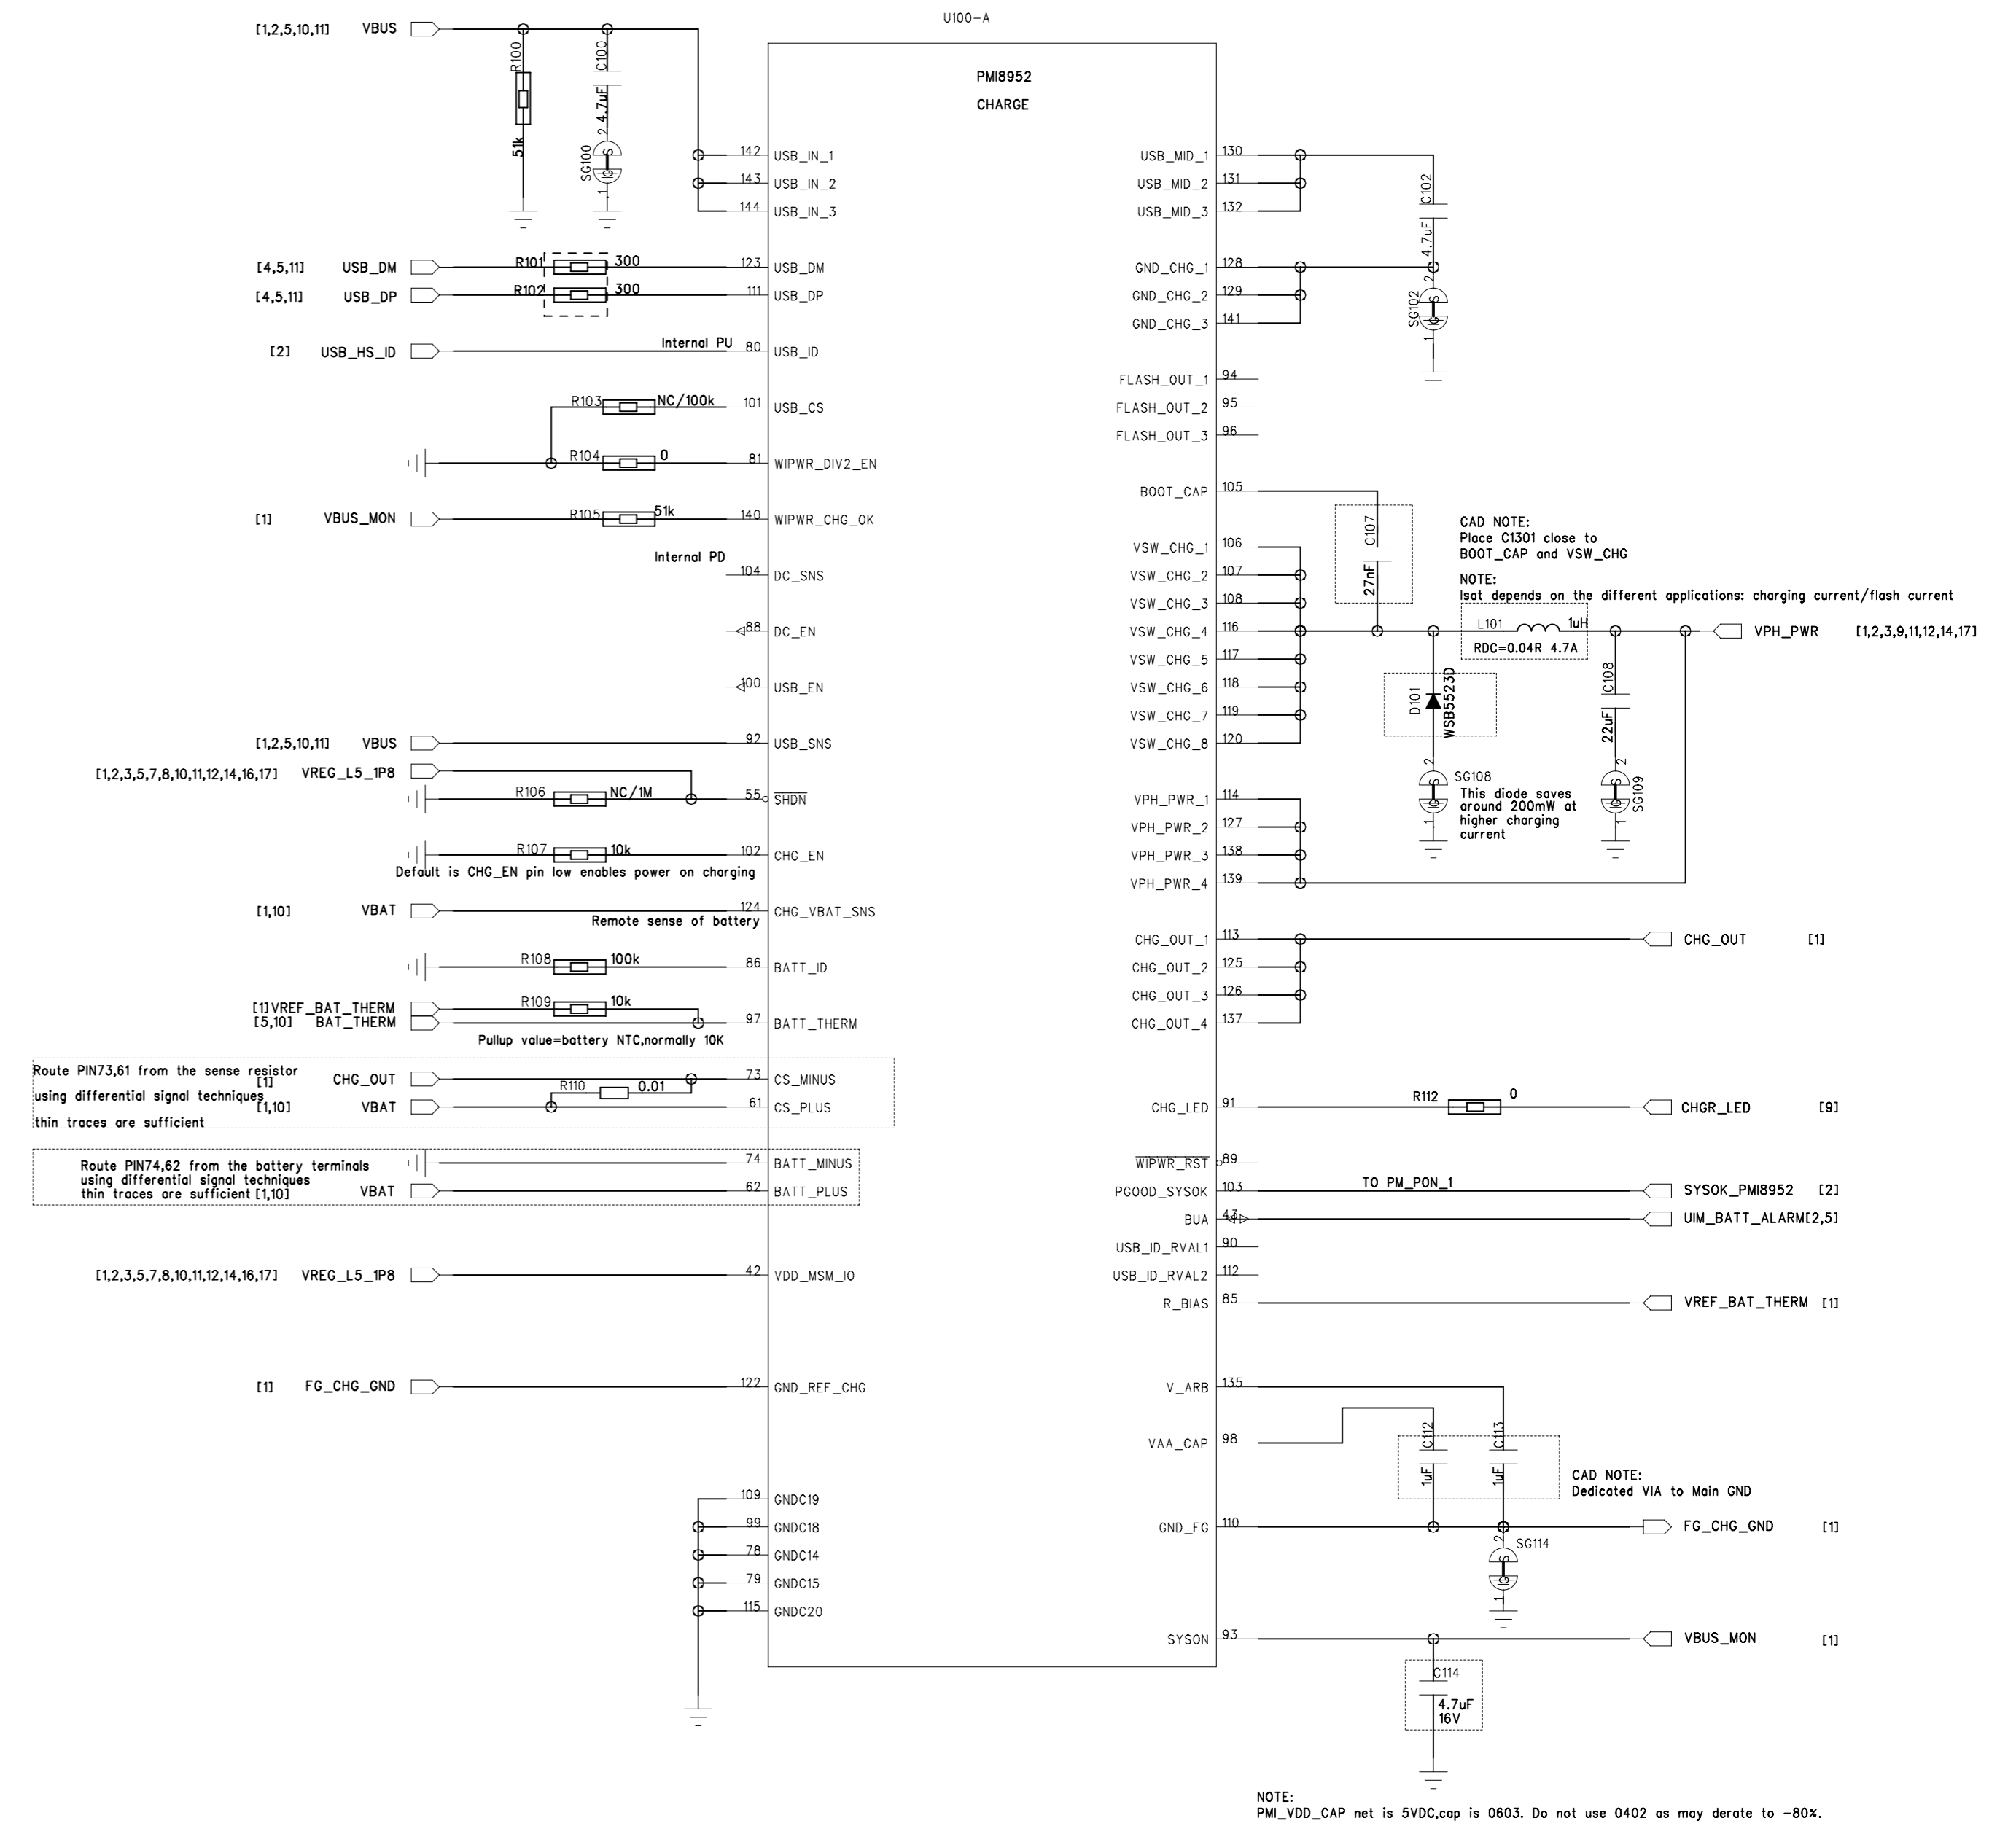 U100-A
PMI8952
CHARGE
[1,2,5,10,11] VBUS
R100
51k
C100
4.7uF
2
SG100
S
G
1
142 USB_IN_1
143 USB_IN_2
144 USB_IN_3
[4,5,11] USB_DM R101 300 123 USB_DM
[4,5,11] USB_DP R102 300 111 USB_DP
[2] USB_HS_ID Internal PU 80 USB_ID
R103 NC/100k 101 USB_CS
R104 0 81 WIPWR_DIV2_EN
[1] VBUS_MON R105 51k 140 WIPWR_CHG_OK
Internal PD
104 DC_SNS
88 DC_EN
100 USB_EN
[1,2,5,10,11] VBUS 92 USB_SNS
[1,2,3,5,7,8,10,11,12,14,16,17] VREG_L5_1P8
R106 NC/1M 55 SHDN
R107 10k 102 CHG_EN
Default is CHG_EN pin low enables power on charging
[1,10] VBAT 124 CHG_VBAT_SNS
Remote sense of battery
R108 100k 86 BATT_ID
[1] VREF_BAT_THERM R109 10k
[5,10] BAT_THERM 97 BATT_THERM
Pullup value=battery NTC,normally 10K
Route PIN73,61 from the sense resistor
[1] CHG_OUT 73 CS_MINUS
using differential signal techniques
R110 0.01
[1,10] VBAT 61 CS_PLUS
thin traces are sufficient
74 BATT_MINUS
Route PIN74,62 from the battery terminals
using differential signal techniques
thin traces are sufficient [1,10] VBAT 62 BATT_PLUS
[1,2,3,5,7,8,10,11,12,14,16,17] VREG_L5_1P8 42 VDD_MSM_IO
[1] FG_CHG_GND 122 GND_REF_CHG
109 GNDC19
99 GNDC18
78 GNDC14
79 GNDC15
115 GNDC20
USB_MID_1 130
USB_MID_2 131
USB_MID_3 132
C102
4.7uF
GND_CHG_1 128
GND_CHG_2 129
GND_CHG_3 141
2
SG102
S
G
1
FLASH_OUT_1 94
FLASH_OUT_2 95
FLASH_OUT_3 96
BOOT_CAP 105
C107
27nF
CAD NOTE:
Place C1301 close to
BOOT_CAP and VSW_CHG
NOTE:
Isat depends on the different applications: charging current/flash current
VSW_CHG_1 106
VSW_CHG_2 107
VSW_CHG_3 108
VSW_CHG_4 116
VSW_CHG_5 117
VSW_CHG_6 118
VSW_CHG_7 119
VSW_CHG_8 120
L101 1uH
RDC=0.04R 4.7A
VPH_PWR [1,2,3,9,11,12,14,17]
D101
WSB5523D
2
SG108
S
G
1
This diode saves
around 200mW at
higher charging
current
C108
22uF
2
SG109
S
G
1
VPH_PWR_1 114
VPH_PWR_2 127
VPH_PWR_3 138
VPH_PWR_4 139
CHG_OUT_1 113 CHG_OUT [1]
CHG_OUT_2 125
CHG_OUT_3 126
CHG_OUT_4 137
CHG_LED 91 R112 0 CHGR_LED [9]
WIPWR_RST 89
PGOOD_SYSOK 103 TO PM_PON_1 SYSOK_PMI8952 [2]
BUA 43 UIM_BATT_ALARM[2,5]
USB_ID_RVAL1 90
USB_ID_RVAL2 112
R_BIAS 85 VREF_BAT_THERM [1]
V_ARB 135
VAA_CAP 98
C112
1uF
C113
1uF
CAD NOTE:
Dedicated VIA to Main GND
GND_FG 110 FG_CHG_GND [1]
2
SG114
S
G
1
SYSON 93 VBUS_MON [1]
C114
4.7uF
16V
NOTE:
PMI_VDD_CAP net is 5VDC,cap is 0603. Do not use 0402 as may derate to -80%.